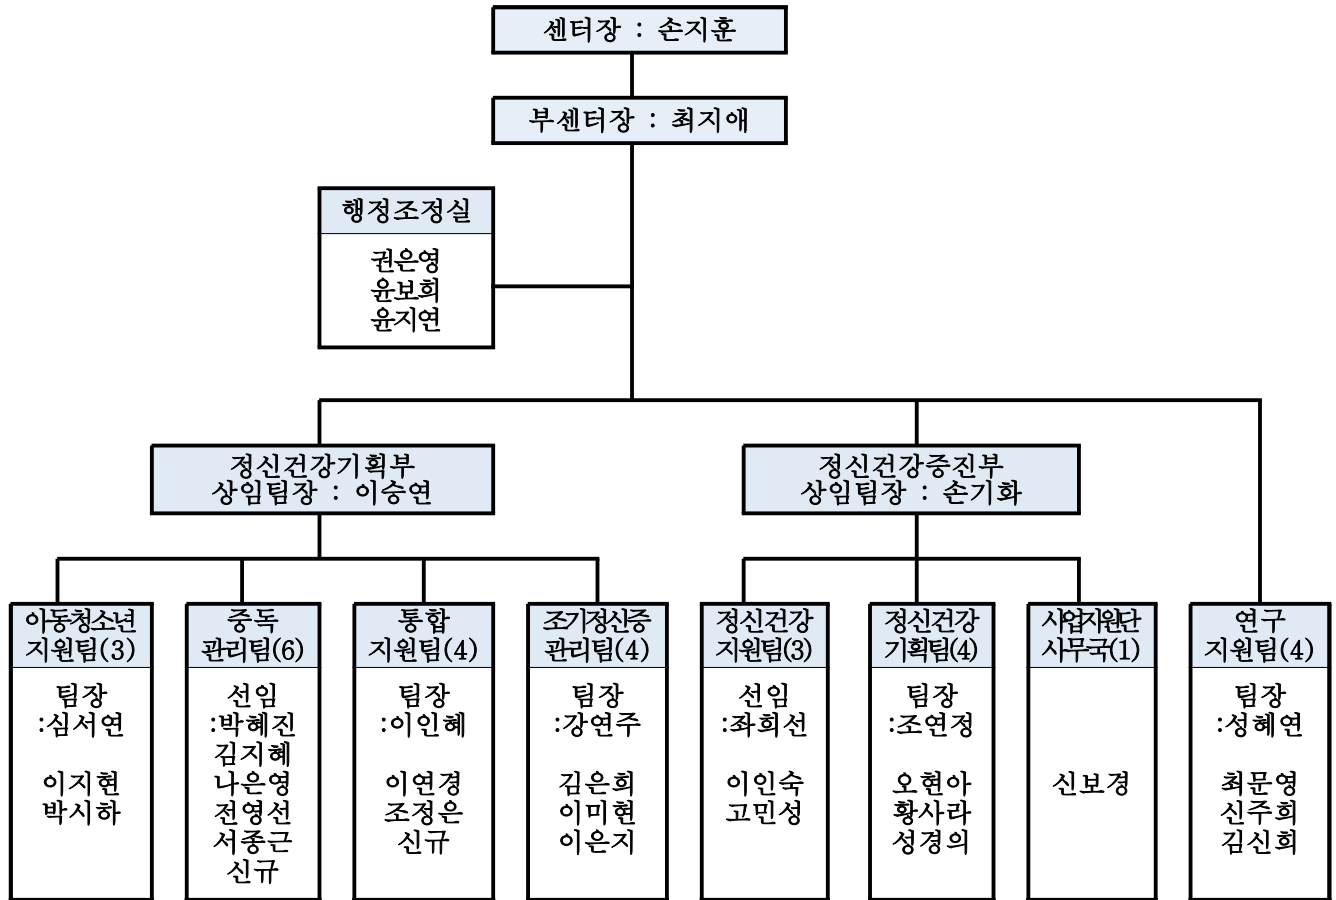 센터장 : 손지훈
부센터장 : 최지애
행정조정실
권은영
윤보희
윤지연
정신건강기획부
상임팀장 : 이승연
정신건강증진부
상임팀장 : 손기화
아동청소년
지원팀(3)
팀장
:심서연
이지현
박시하
중독
관리팀(6)
선임
:박혜진
김지혜
나은영
전영선
서종근
신규
통합
지원팀(4)
팀장
:이인혜
이연경
조정은
신규
조기정신증
관리팀(4)
팀장
:강연주
김은희
이미현
이은지
정신건강
지원팀(3)
선임
:좌희선
이인숙
고민성
정신건강
기획팀(4)
팀장
:조연정
오현아
황사라
성경의
사업지원단
사무국(1)
신보경
연구
지원팀(4)
팀장
:성혜연
최문영
신주희
김신희